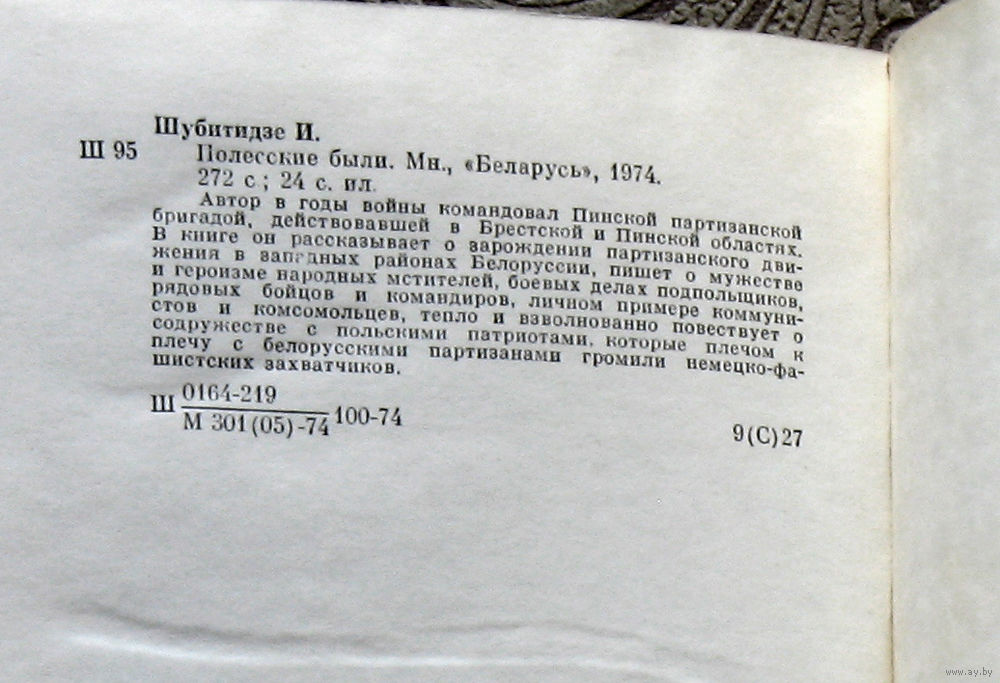 Шубитидзе И.
Ш 95 Полесские были. Мн., «Беларусь», 1974.
272 с.; 24 с. ил.
Автор в годы войны командовал Пинской партизанской
бригадой, действовавшей в Брестской и Пинской областях.
В книге он рассказывает о зарождении партизанского дви-
жения в западных районах Белоруссии, пишет о мужестве
и героизме народных мстителей, боевых делах подпольщиков,
рядовых бойцов и командиров, личном примере коммуни-
стов и комсомольцев, тепло и взволнованно повествует о
содружестве с польскими патриотами, которые плечом к
плечу с белорусскими партизанами громили немецко-фа-
шистских захватчиков.
Ш 0164-219
М 301(05)-74 100-74
9(С)27
www.ay.by